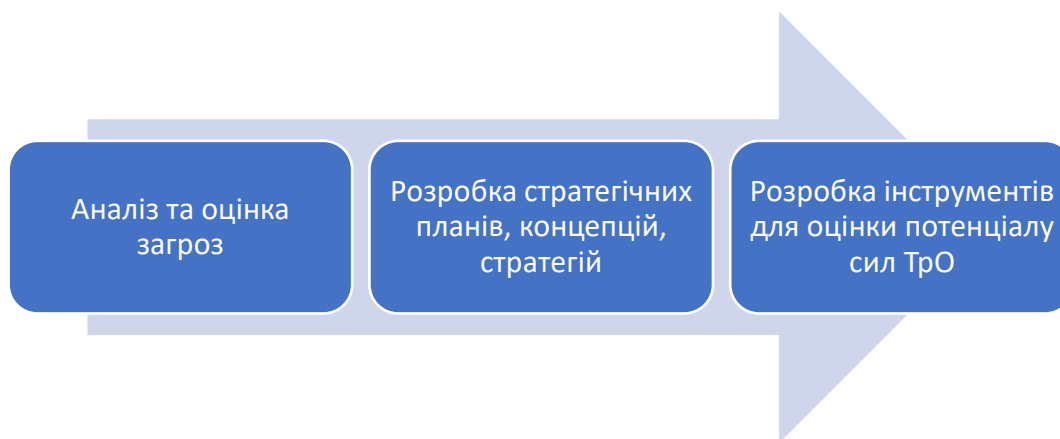 Аналіз та оцінка
загроз
Розробка стратегічних
планів, концепцій,
стратегій
Розробка інструментів
для оцінки потенціалу
сил ТрО